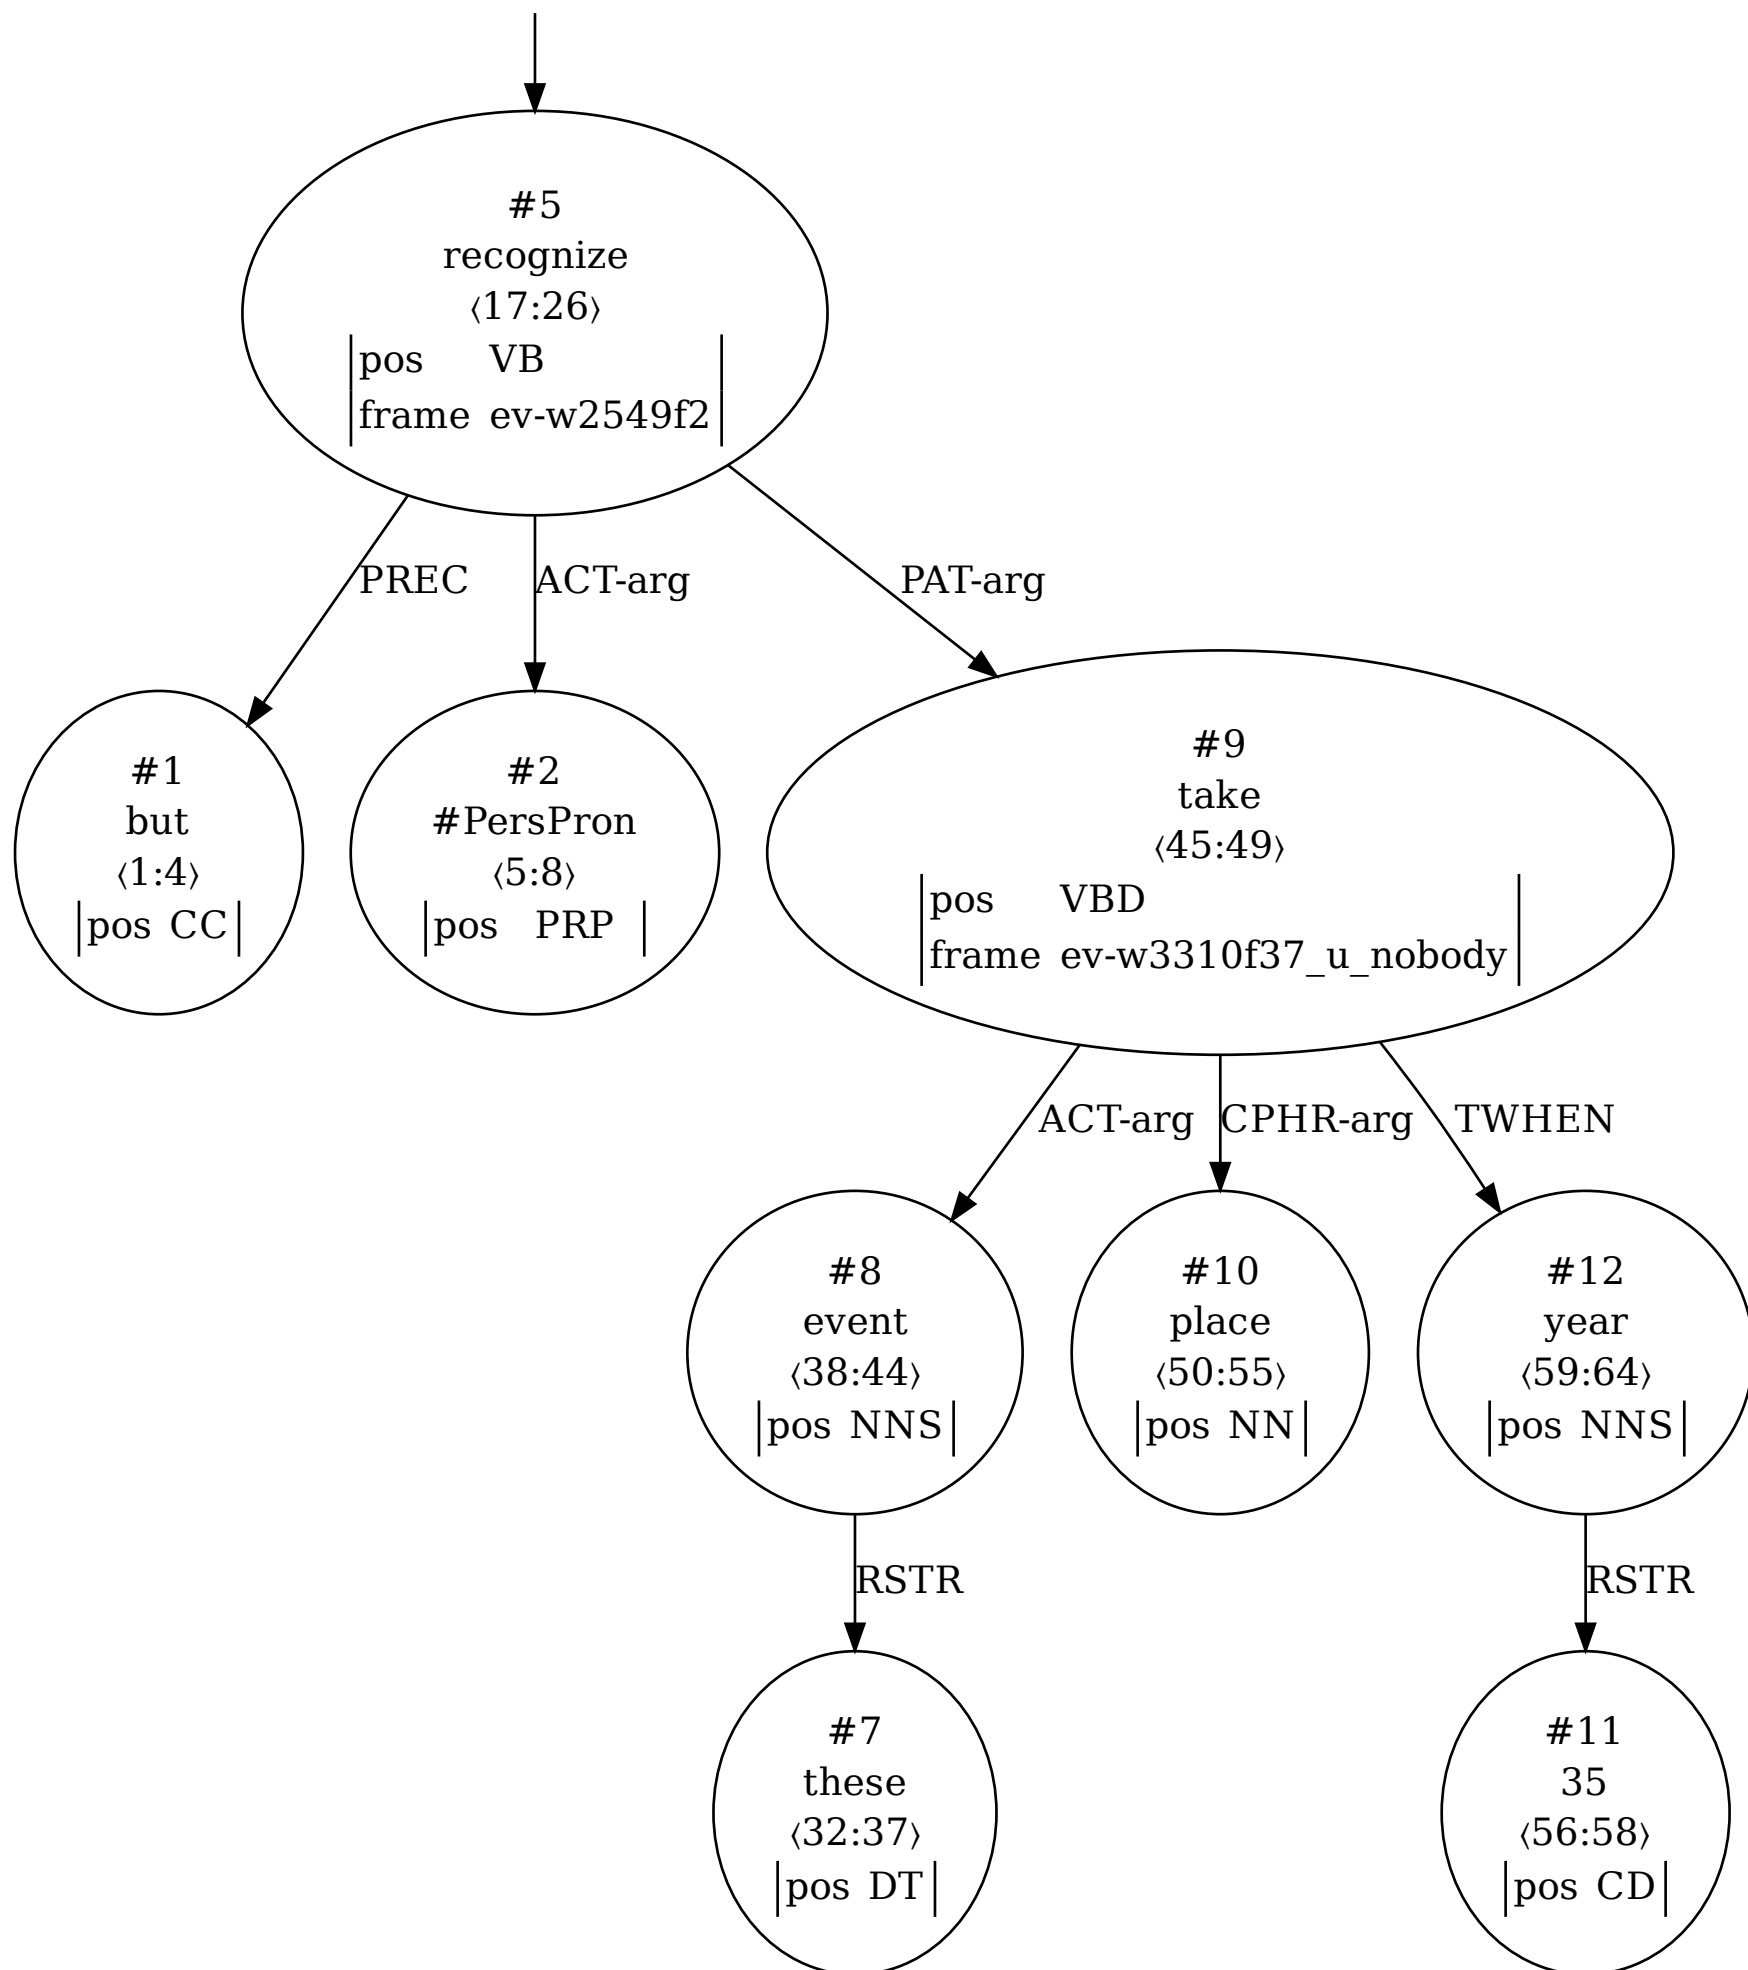 #5
recognize
⟨17:26⟩
pos VB
frame ev-w2549f2
PREC
ACT-arg
PAT-arg
#1
but
⟨1:4⟩
pos CC
#2
#PersPron
⟨5:8⟩
pos PRP
#9
take
⟨45:49⟩
pos VBD
frame ev-w3310f37_u_nobody
ACT-arg
CPHR-arg
TWHEN
#8
event
⟨38:44⟩
pos NNS
#10
place
⟨50:55⟩
pos NN
#12
year
⟨59:64⟩
pos NNS
RSTR
RSTR
#7
these
⟨32:37⟩
pos DT
#11
35
⟨56:58⟩
pos CD